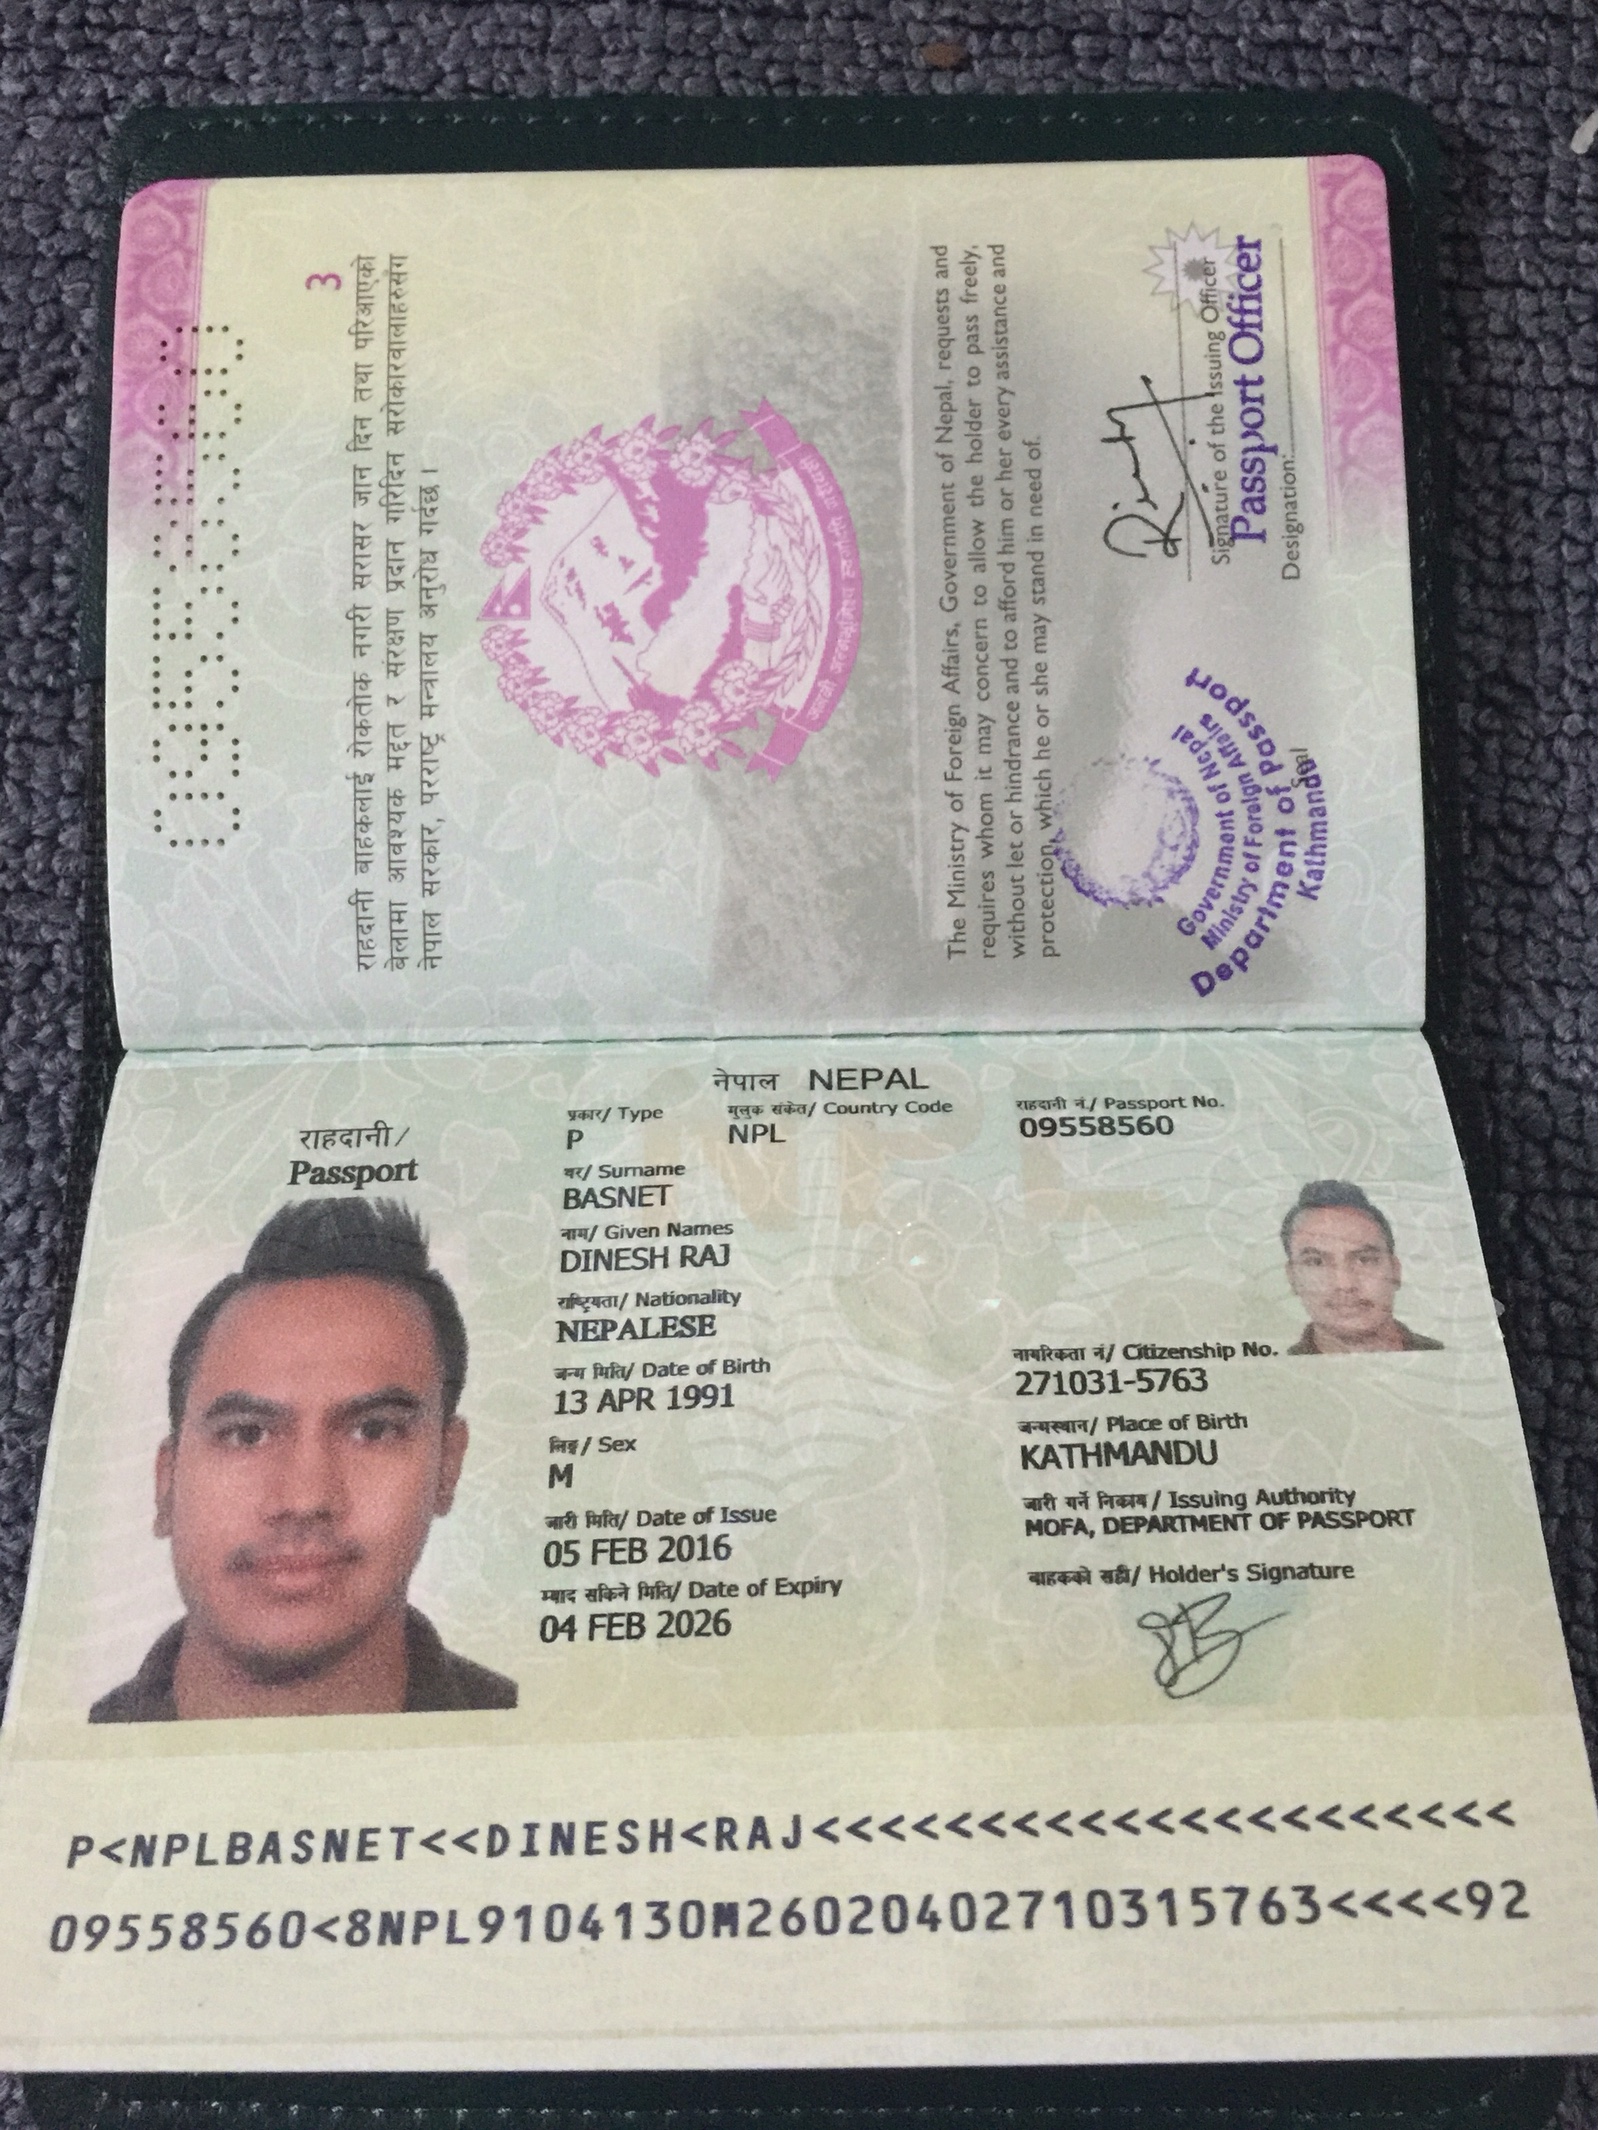 3
राहदानी बाहकलाई रोकतोक नगरी सरासर जान दिन तथा परिआएको
बेलामा आवश्यक मद्दत र संरक्षण प्रदान गरिदिन सरोकारवालाहरुसंग
नेपाल सरकार, परराष्ट्र मन्त्रालय अनुरोध गर्दछ।
The Ministry of Foreign Affairs, Government of Nepal, requests and
requires whom it may concern to allow the holder to pass freely,
without let or hindrance and to afford him or her every assistance and
protection, which he or she may stand in need of.
Signature of the Issuing Officer
Passport Officer
Designation:
Government of Nepal
Ministry of Foreign Affairs
Department of Passport
Kathmandu
Seal
नेपाल NEPAL
राहदानी/
Passport
प्रकार/ Type
मुलुक संकेत/ Country Code
राहदानी नं./ Passport No.
P
NPL
09558560
थर/ Surname
BASNET
नाम/ Given Names
DINESH RAJ
राष्ट्रियता/ Nationality
NEPALESE
जन्म मिति/ Date of Birth
13 APR 1991
लिङ्ग/ Sex
M
जारी मिति/ Date of Issue
05 FEB 2016
म्याद सकिने मिति/ Date of Expiry
04 FEB 2026
नागरिकता नं/ Citizenship No.
271031-5763
जन्मस्थान/ Place of Birth
KATHMANDU
जारी गर्ने निकाय / Issuing Authority
MOFA, DEPARTMENT OF PASSPORT
बाहकको सही/ Holder's Signature
P<NPLBASNET<<DINESH<RAJ<<<<<<<<<<<<<<<<<<<<<
09558560<8NPL9104130M2602040271031​5763<<<<92